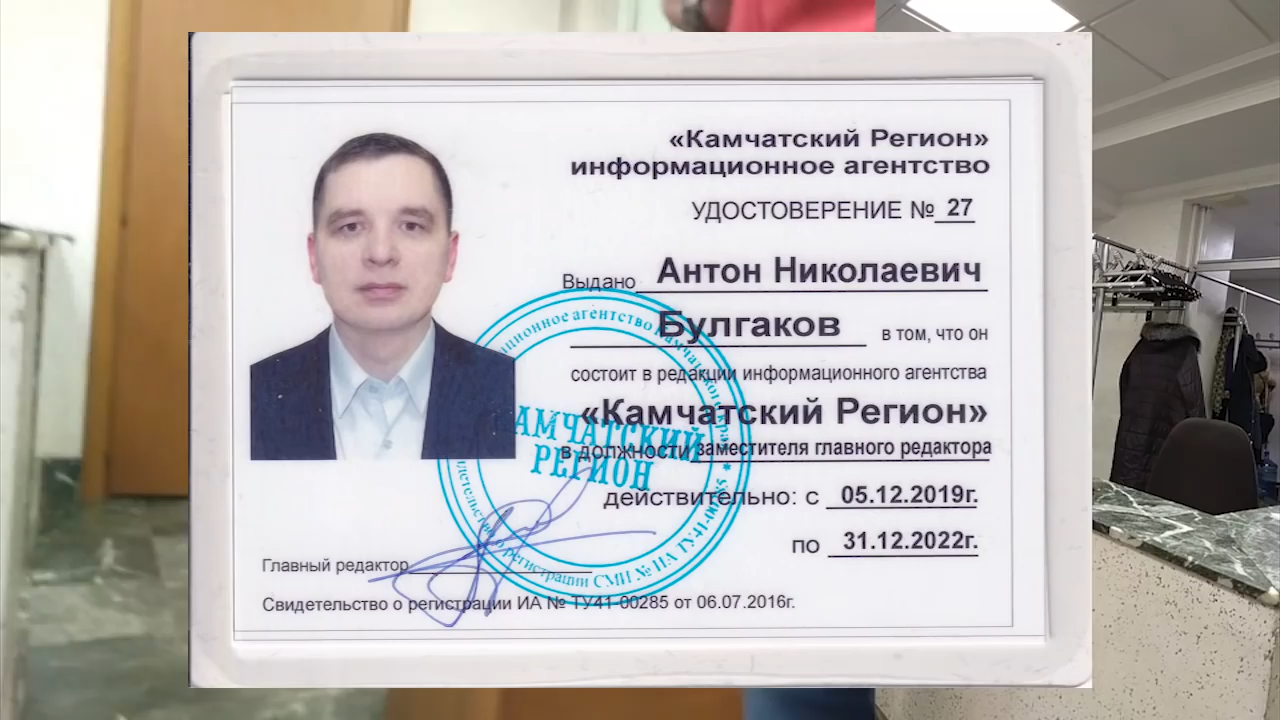 «Камчатский Регион»
информационное агентство
УДОСТОВЕРЕНИЕ № 27
Выдано Антон Николаевич
Булгаков в том, что он
состоит в редакции информационного агентства
«Камчатский Регион»
в должности заместителя главного редактора
действительно: с 05.12.2019г.
по 31.12.2022г.
Главный редактор
Свидетельство о регистрации ИА № ТУ41-00285 от 06.07.2016г.
КАМЧАТСКИЙ
РЕГИОН